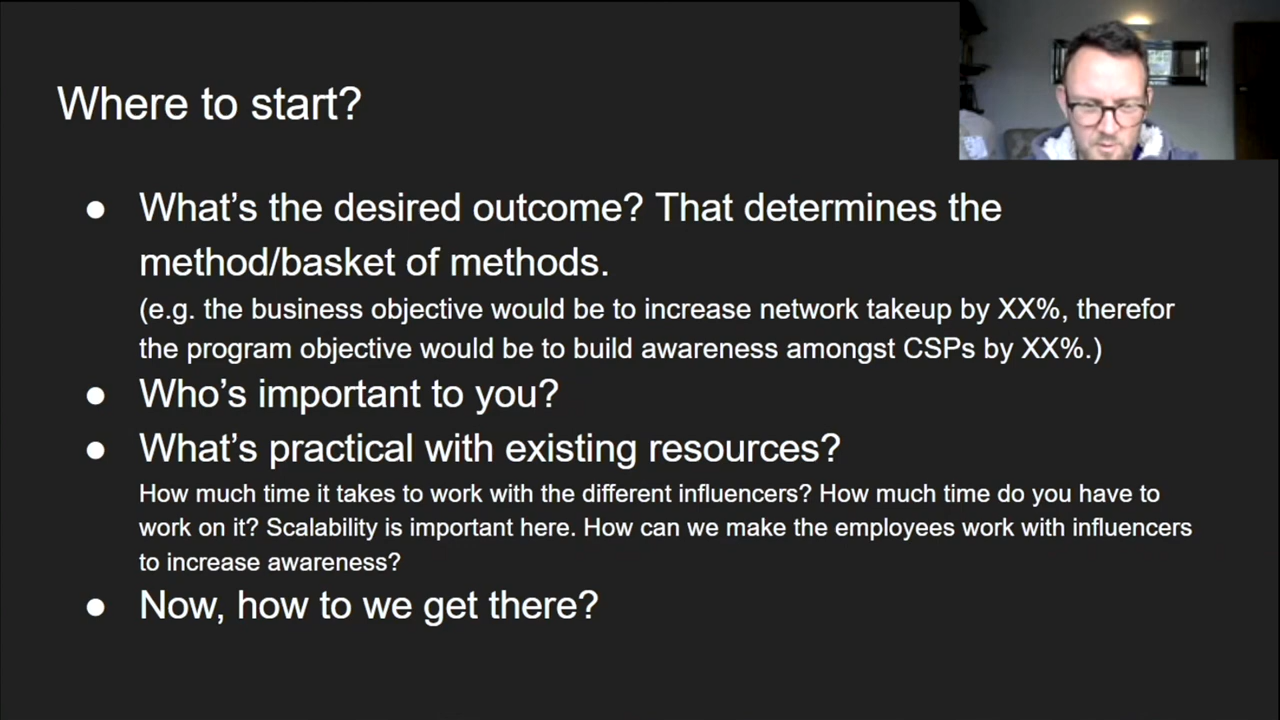 Where to start?
● What's the desired outcome? That determines the
method/basket of methods.
(e.g. the business objective would be to increase network takeup by XX%, therefor
the program objective would be to build awareness amongst CSPs by XX%.)
● Who's important to you?
● What's practical with existing resources?
How much time it takes to work with the different influencers? How much time do you have to
work on it? Scalability is important here. How can we make the employees work with influencers
to increase awareness?
● Now, how to we get there?